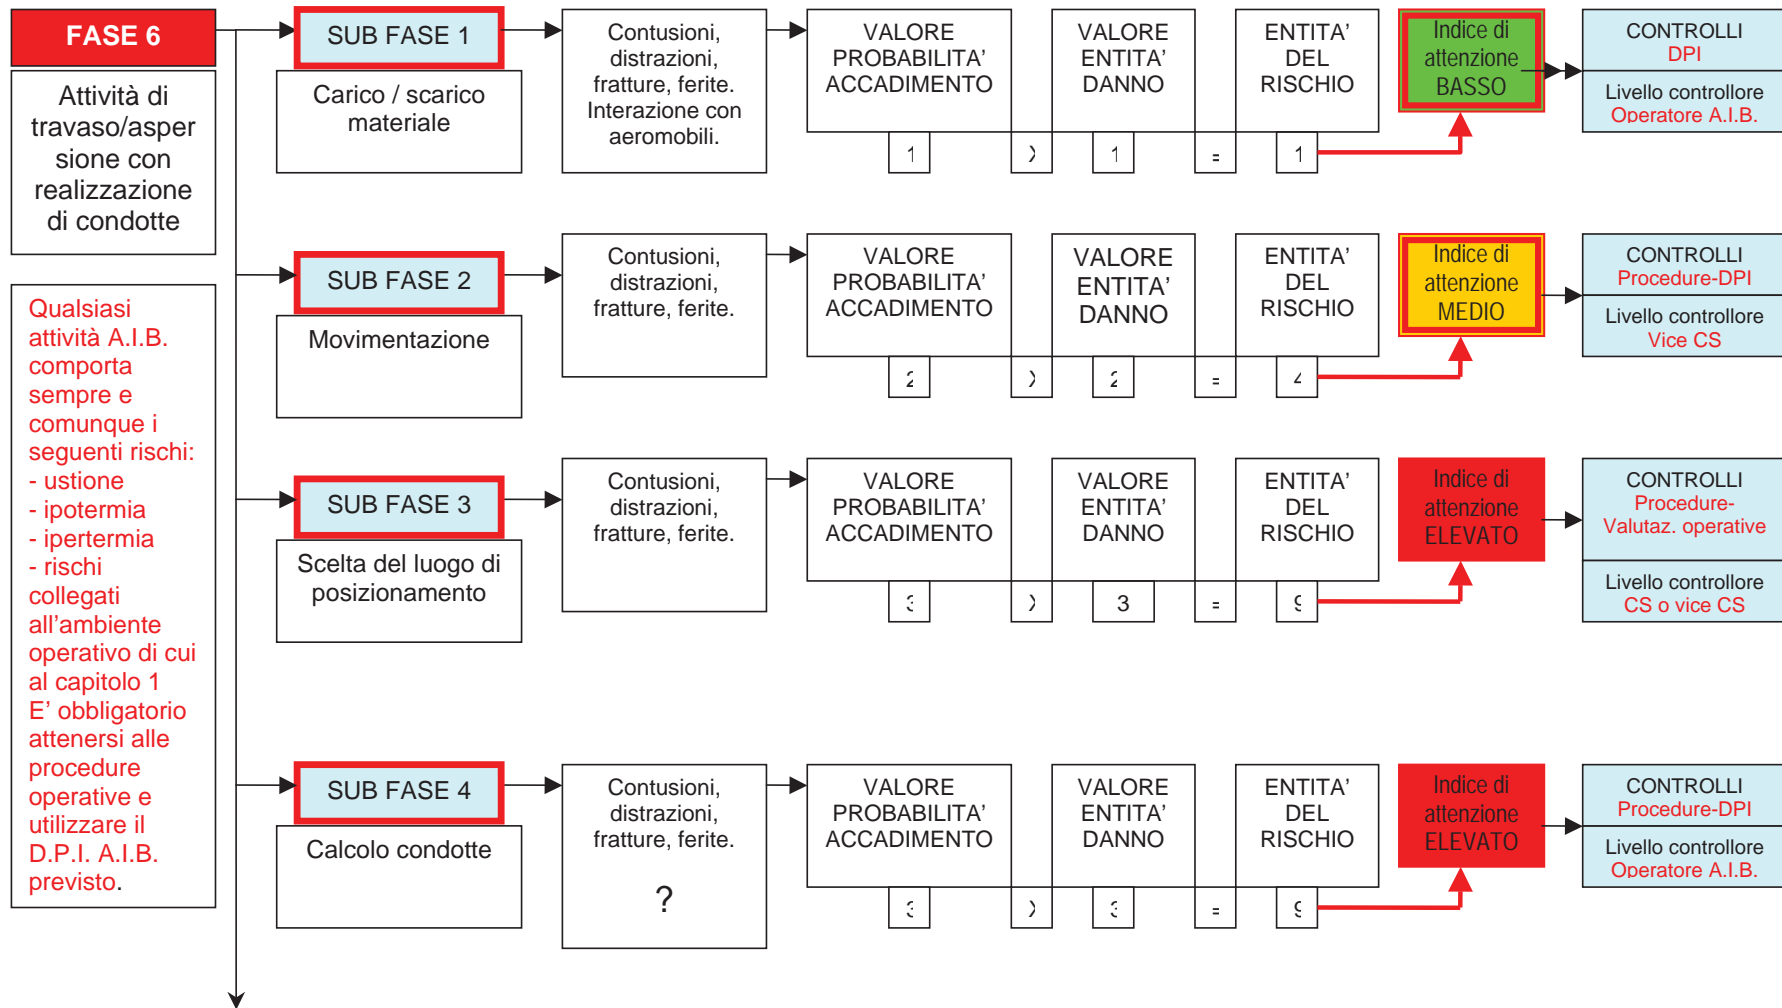 FASE 6
Attività di
travaso/asper
sione con
realizzazione
di condotte
Qualsiasi
attività A.I.B.
comporta
sempre e
comunque i
seguenti rischi:
- ustione
- ipotermia
- ipertermia
- rischi
collegati
all’ambiente
operativo di cui
al capitolo 1
E’ obbligatorio
attenersi alle
procedure
operative e
utilizzare il
D.P.I. A.I.B.
previsto.
SUB FASE 1
Carico / scarico
materiale
Contusioni,
distrazioni,
fratture, ferite.
Interazione con
aeromobili.
VALORE
PROBABILITA’
ACCADIMENTO
VALORE
ENTITA’
DANNO
ENTITA’
DEL
RISCHIO
1 X 1 = 1
Indice di
attenzione
BASSO
CONTROLLI
DPI
Livello controllore
Operatore A.I.B.
SUB FASE 2
Movimentazione
Contusioni,
distrazioni,
fratture, ferite.
VALORE
PROBABILITA’
ACCADIMENTO
VALORE
ENTITA’
DANNO
ENTITA’
DEL
RISCHIO
2 X 2 = 4
Indice di
attenzione
MEDIO
CONTROLLI
Procedure-DPI
Livello controllore
Vice CS
SUB FASE 3
Scelta del luogo di
posizionamento
Contusioni,
distrazioni,
fratture, ferite.
VALORE
PROBABILITA’
ACCADIMENTO
VALORE
ENTITA’
DANNO
ENTITA’
DEL
RISCHIO
3 X 3 = 9
Indice di
attenzione
ELEVATO
CONTROLLI
Procedure-
Valutaz. operative
Livello controllore
CS o vice CS
SUB FASE 4
Calcolo condotte
Contusioni,
distrazioni,
fratture, ferite.
?
VALORE
PROBABILITA’
ACCADIMENTO
VALORE
ENTITA’
DANNO
ENTITA’
DEL
RISCHIO
3 X 3 = 9
Indice di
attenzione
ELEVATO
CONTROLLI
Procedure-DPI
Livello controllore
Operatore A.I.B.